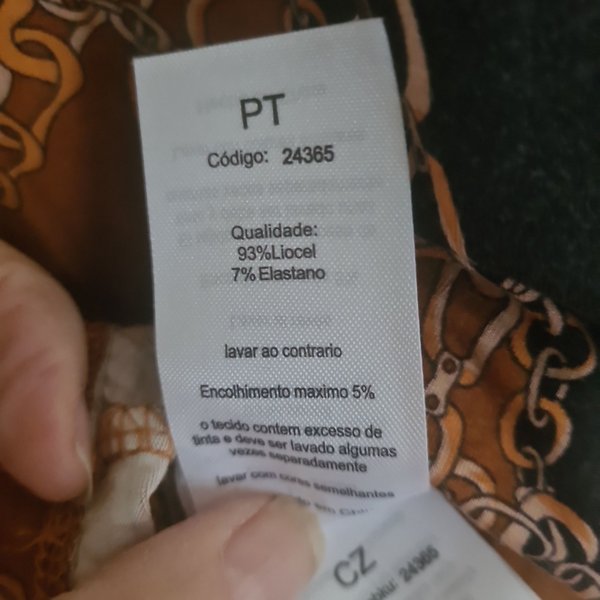 PT
Código: 24365
Qualidade:
93%Liocel
7% Elastano
lavar ao contrario
Encolhimento maximo 5%
o tecido contem excesso de
tinta e deve ser lavado algumas
vezes separadamente
lavar com cores semelhantes
CZ
24365